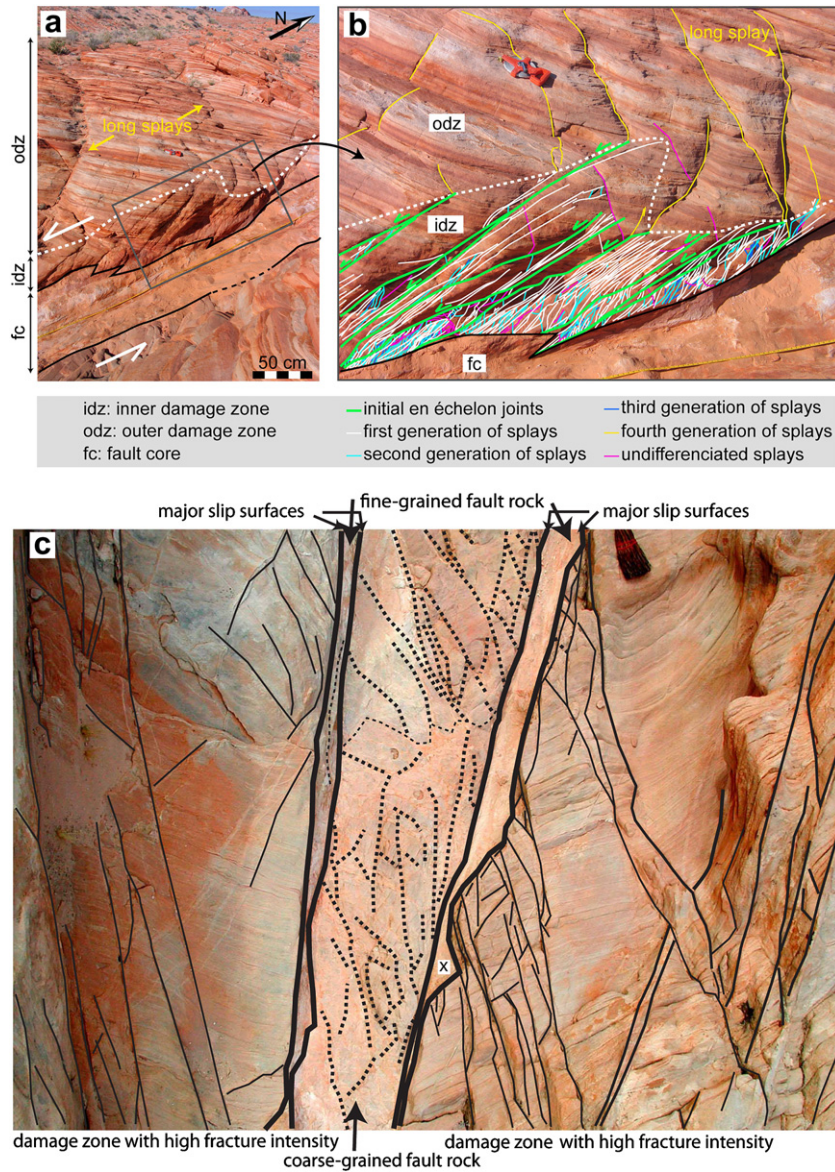 a
N
odz
long splays
idz
fc
50 cm
b
long splay
odz
idz
fc
idz: inner damage zone
odz: outer damage zone
fc: fault core
initial en échelon joints
first generation of splays
second generation of splays
third generation of splays
fourth generation of splays
undifferenciated splays
fine-grained fault rock
major slip surfaces
major slip surfaces
c
x
damage zone with high fracture intensity
damage zone with high fracture intensity
coarse-grained fault rock